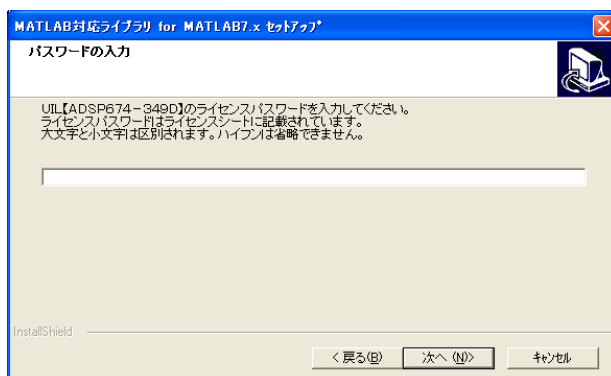 MATLAB対応ライブラリ for MATLAB7.x セットアップ
パスワードの入力
UIL【ADSP674-349D】のライセンスパスワードを入力してください。
ライセンスパスワードはライセンスシートに記載されています。
大文字と小文字は区別されます。ハイフンは省略できません。
InstallShield
< 戻る(B)
次へ (N)>
キャンセル